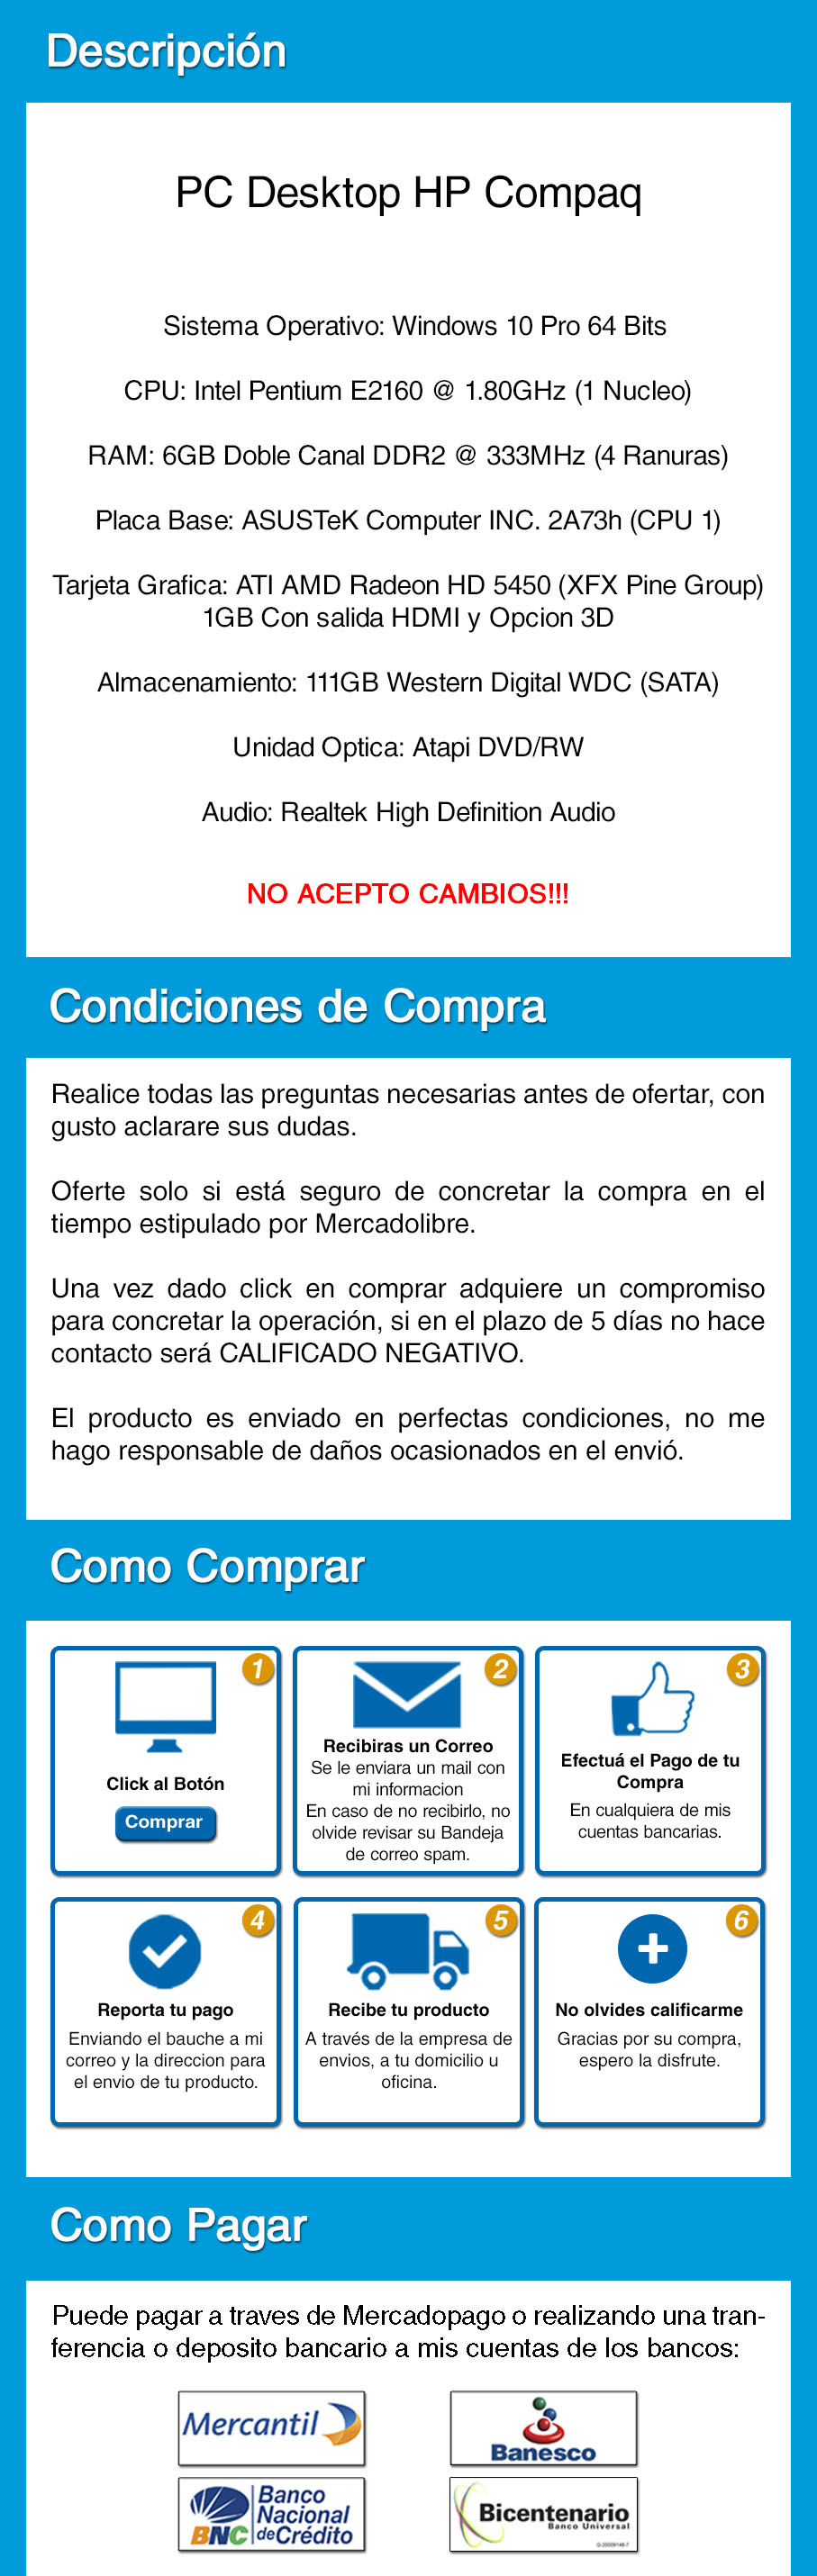 Descripción
PC Desktop HP Compaq
Sistema Operativo: Windows 10 Pro 64 Bits
CPU: Intel Pentium E2160 @ 1.80GHz (1 Nucleo)
RAM: 6GB Doble Canal DDR2 @ 333MHz (4 Ranuras)
Placa Base: ASUSTeK Computer INC. 2A73h (CPU 1)
Tarjeta Grafica: ATI AMD Radeon HD 5450 (XFX Pine Group)
1GB Con salida HDMI y Opcion 3D
Almacenamiento: 111GB Western Digital WDC (SATA)
Unidad Optica: Atapi DVD/RW
Audio: Realtek High Definition Audio
NO ACEPTO CAMBIOS!!!
Condiciones de Compra
Realice todas las preguntas necesarias antes de ofertar, con
gusto aclarare sus dudas.
Oferte solo si está seguro de concretar la compra en el
tiempo estipulado por Mercadolibre.
Una vez dado click en comprar adquiere un compromiso
para concretar la operación, si en el plazo de 5 días no hace
contacto será CALIFICADO NEGATIVO.
El producto es enviado en perfectas condiciones, no me
hago responsable de daños ocasionados en el envió.
Como Comprar
1
Click al Botón
Comprar
2
Recibiras un Correo
Se le enviara un mail con
mi informacion
En caso de no recibirlo, no
olvide revisar su Bandeja
de correo spam.
3
Efectuá el Pago de tu
Compra
En cualquiera de mis
cuentas bancarias.
4
Reporta tu pago
Enviando el bauche a mi
correo y la direccion para
el envio de tu producto.
5
Recibe tu producto
A través de la empresa de
envios, a tu domicilio u
oficina.
6
No olvides calificarme
Gracias por su compra,
espero la disfrute.
Como Pagar
Puede pagar a traves de Mercadopago o realizando una tran-
ferencia o deposito bancario a mis cuentas de los bancos:
Mercantil
Banesco
BNC
Banco
Nacional
de Crédito
Bicentenario
Banco Universal